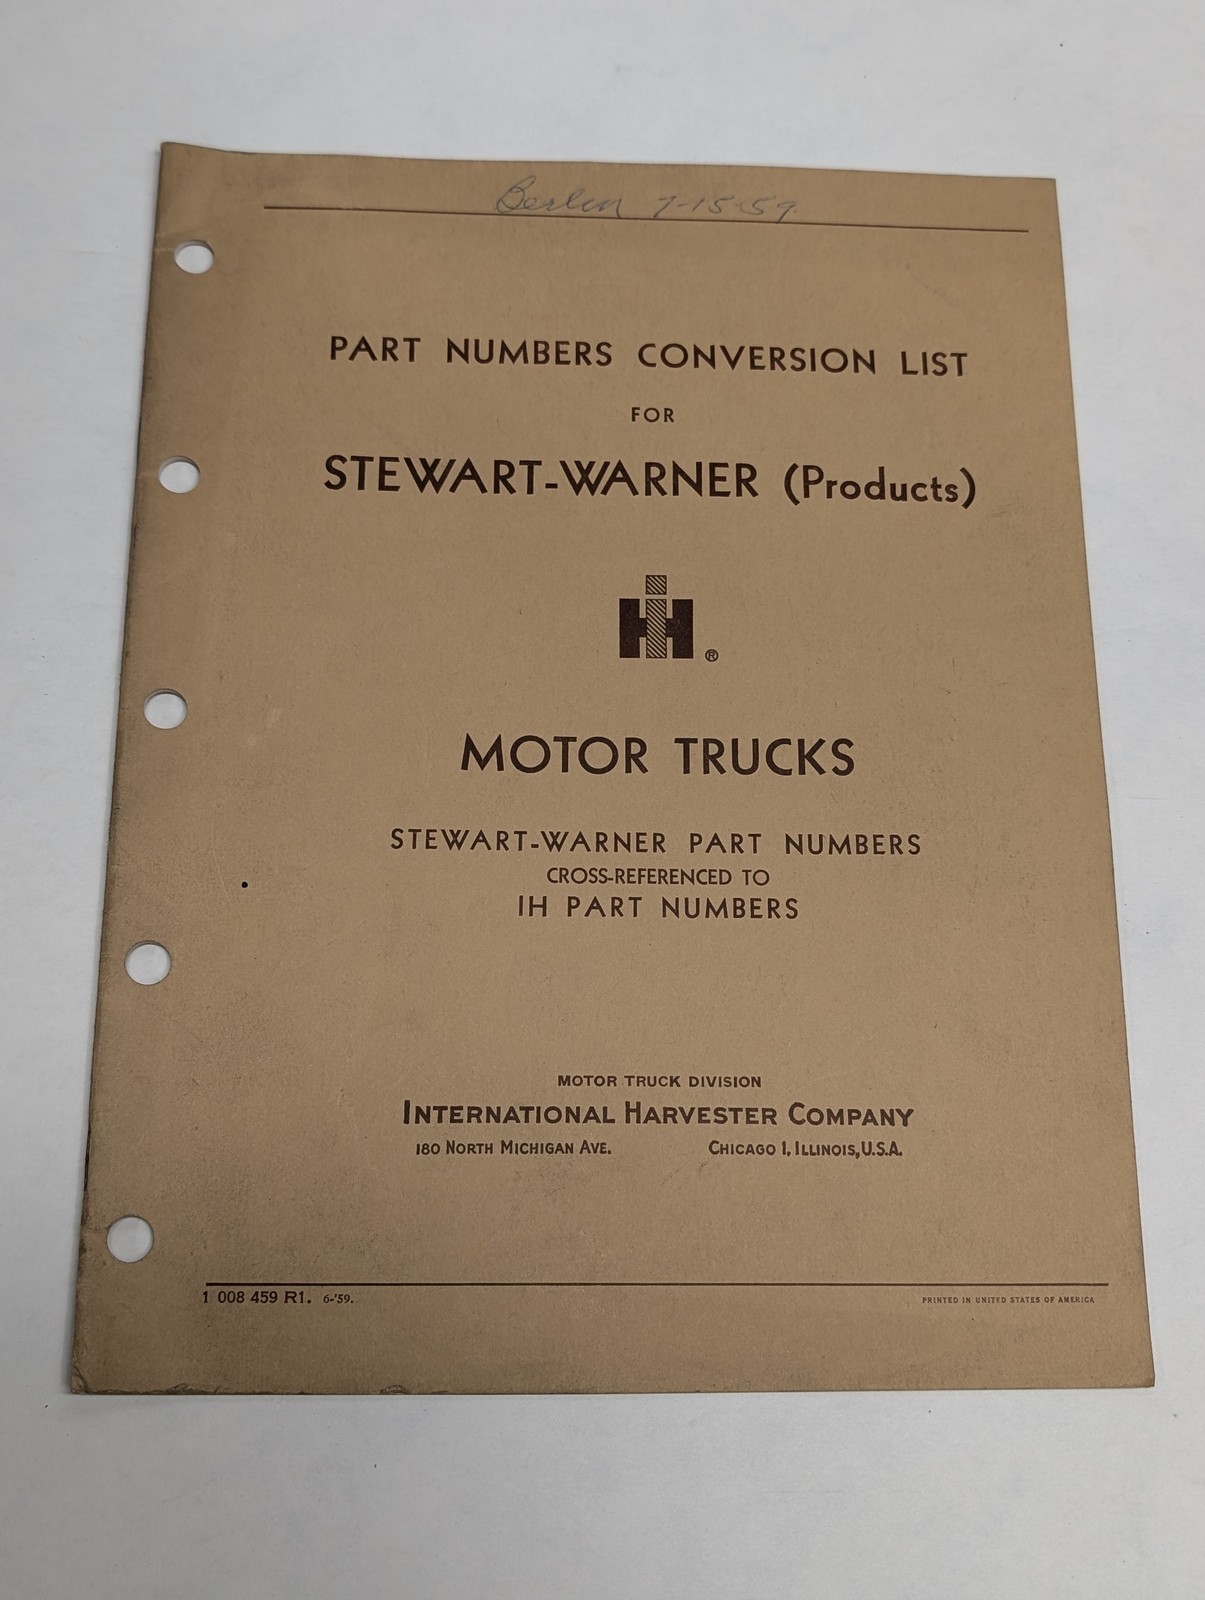 Berlin 7-15-59.
PART NUMBERS CONVERSION LIST
FOR
STEWART-WARNER (Products)
IH ®
MOTOR TRUCKS
STEWART-WARNER PART NUMBERS
CROSS-REFERENCED TO
IH PART NUMBERS
MOTOR TRUCK DIVISION
INTERNATIONAL HARVESTER COMPANY
180 NORTH MICHIGAN AVE. CHICAGO 1, ILLINOIS, U.S.A.
1 008 459 R1. 6-'59. PRINTED IN UNITED STATES OF AMERICA